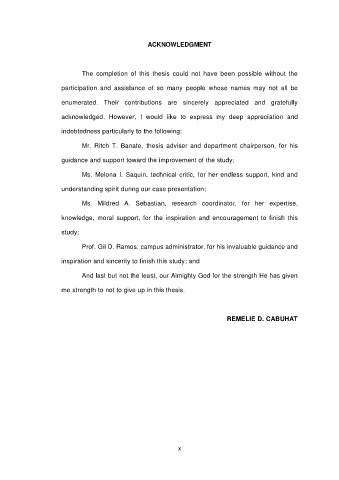 ACKNOWLEDGMENT
The completion of this thesis could not have been possible without the
participation and assistance of so many people whose names may not all be
enumerated. Their contributions are sincerely appreciated and gratefully
acknowledged. However, I would like to express my deep appreciation and
indebtedness particularly to the following:
Mr. Ritch T. Banate, thesis adviser and department chairperson, for his
guidance and support toward the improvement of the study;
Ms. Melona I. Saquin, technical critic, for her endless support, kind and
understanding spirit during our case presentation;
Ms. Mildred A. Sebastian, research coordinator, for her expertise,
knowledge, moral support, for the inspiration and encouragement to finish this
study;
Prof. Gil D. Ramos, campus administrator, for his invaluable guidance and
inspiration and sincerity to finish this study; and
And last but not the least, our Almighty God for the strength He has given
me strength to not to give up in this thesis.
REMELIE D. CABUHAT
x